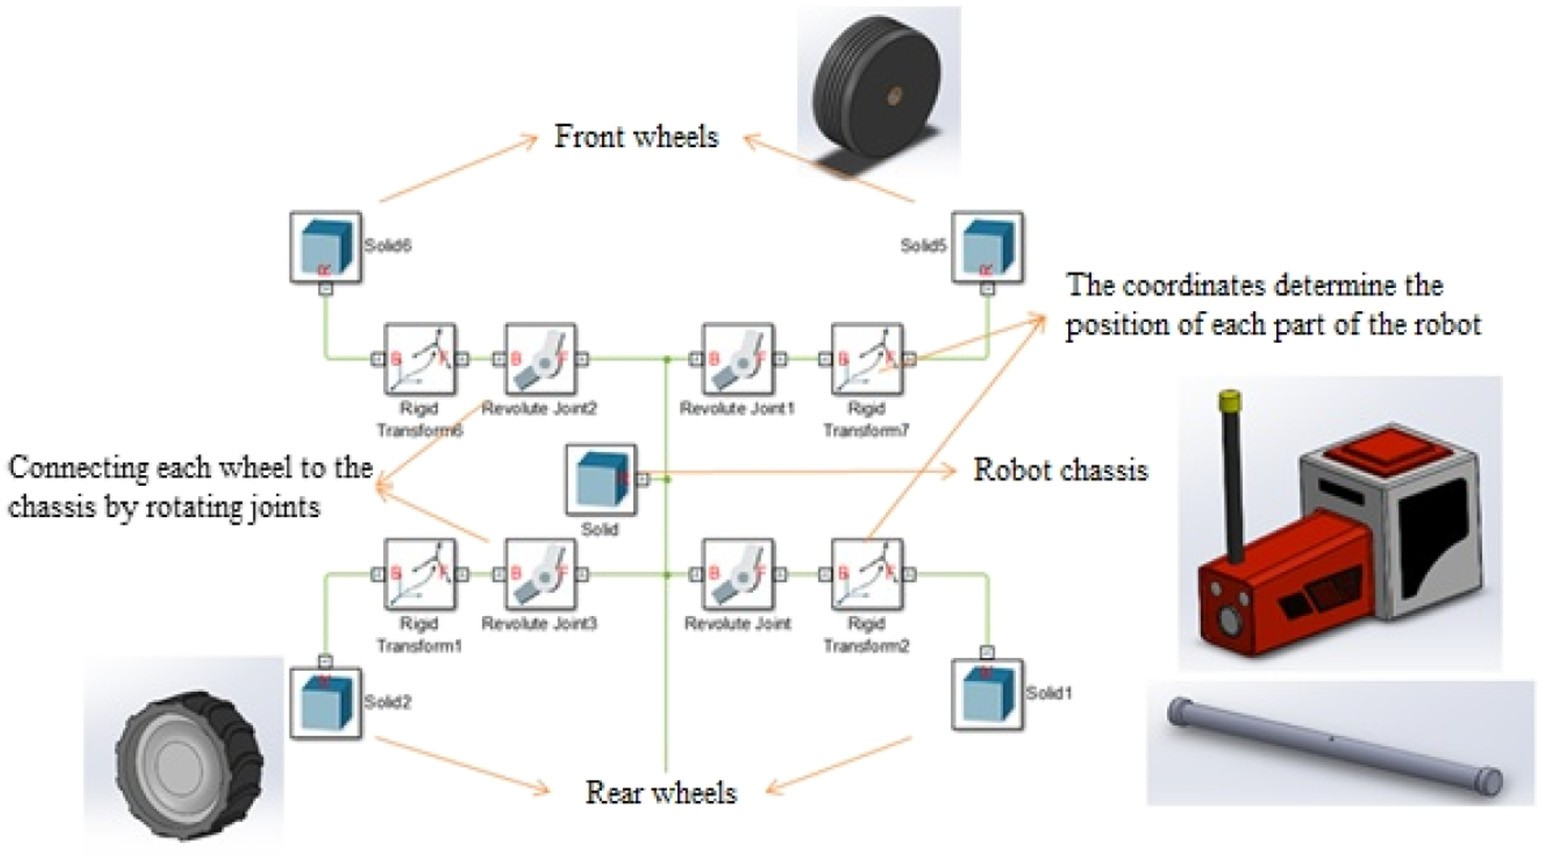 Front wheels
Solid6
Solid5
R
R
The coordinates determine the
position of each part of the robot
B
F
B
F
B
F
B
F
Rigid
Transform6
Revolute Joint2
Revolute Joint1
Rigid
Transform7
Connecting each wheel to the
chassis by rotating joints
R
Solid
Robot chassis
B
F
B
F
B
F
B
F
Rigid
Transform1
Revolute Joint3
Revolute Joint
Rigid
Transform2
R
Solid2
R
Solid1
Rear wheels